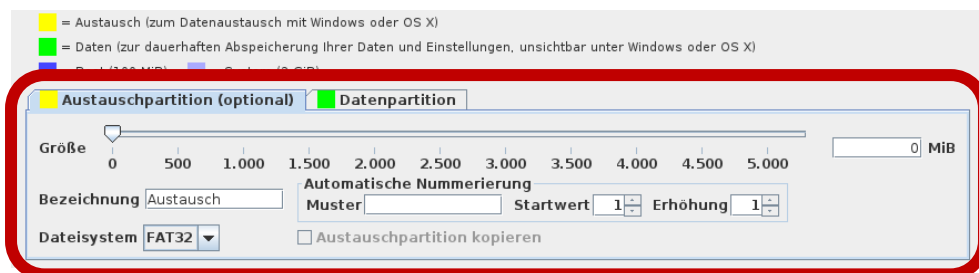 = Austausch (zum Datenaustausch mit Windows oder OS X)
= Daten (zur dauerhaften Abspeicherung Ihrer Daten und Einstellungen, unsichtbar unter Windows oder OS X)
Austauschpartition (optional) Datenpartition
Größe 0 500 1.000 1.500 2.000 2.500 3.000 3.500 4.000 4.500 5.000 0 MiB
Automatische Nummerierung
Bezeichnung Austausch Muster Startwert 1 Erhöhung 1
Dateisystem FAT32 Austauschpartition kopieren